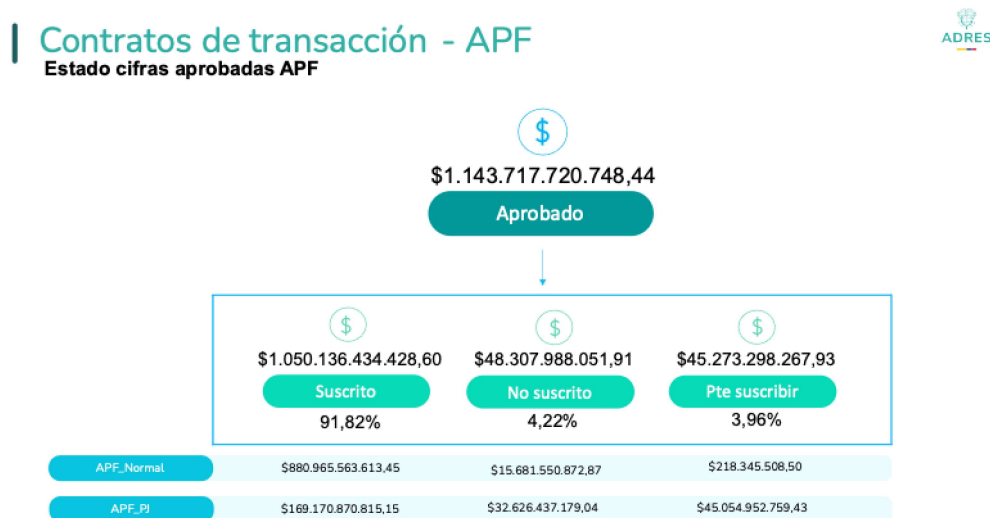 Contratos de transacción - APF
Estado cifras aprobadas APF
ADRES
$
$1.143.717.720.748,44
Aprobado
$ $ $
$1.050.136.434.428,60 $48.307.988.051,91 $45.273.298.267,93
Suscrito No suscrito Pte suscribir
91,82% 4,22% 3,96%
APF_Normal $880.965.563.613,45 $15.681.550.872,87 $218.345.508,50
APF_PJ $169.170.870.815,15 $32.626.437.179,04 $45.054.952.759,43